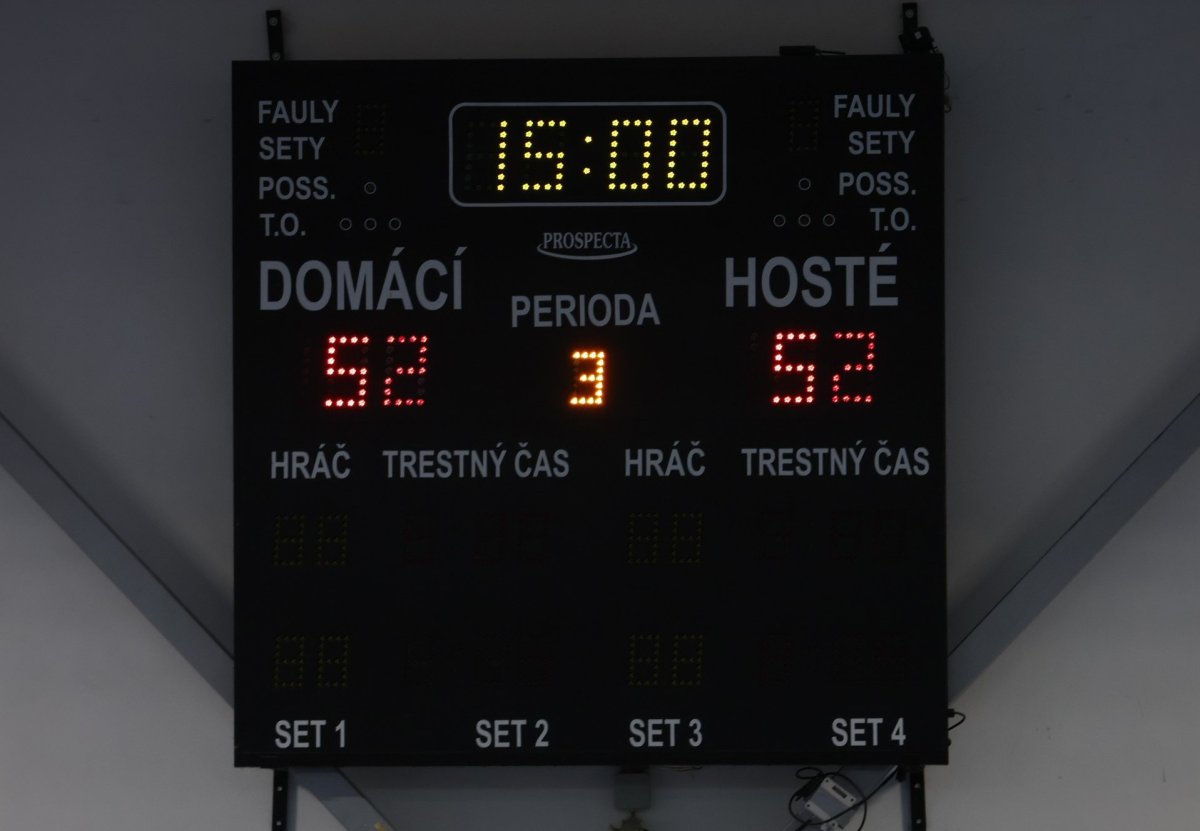 FAULY 15:00 FAULY
SETY SETY
POSS. POSS.
T.O. T.O.
PROSPECTA
DOMÁCÍ PERIODA HOSTÉ
52 3 52
HRÁČ TRESTNÝ ČAS HRÁČ TRESTNÝ ČAS
SET 1 SET 2 SET 3 SET 4